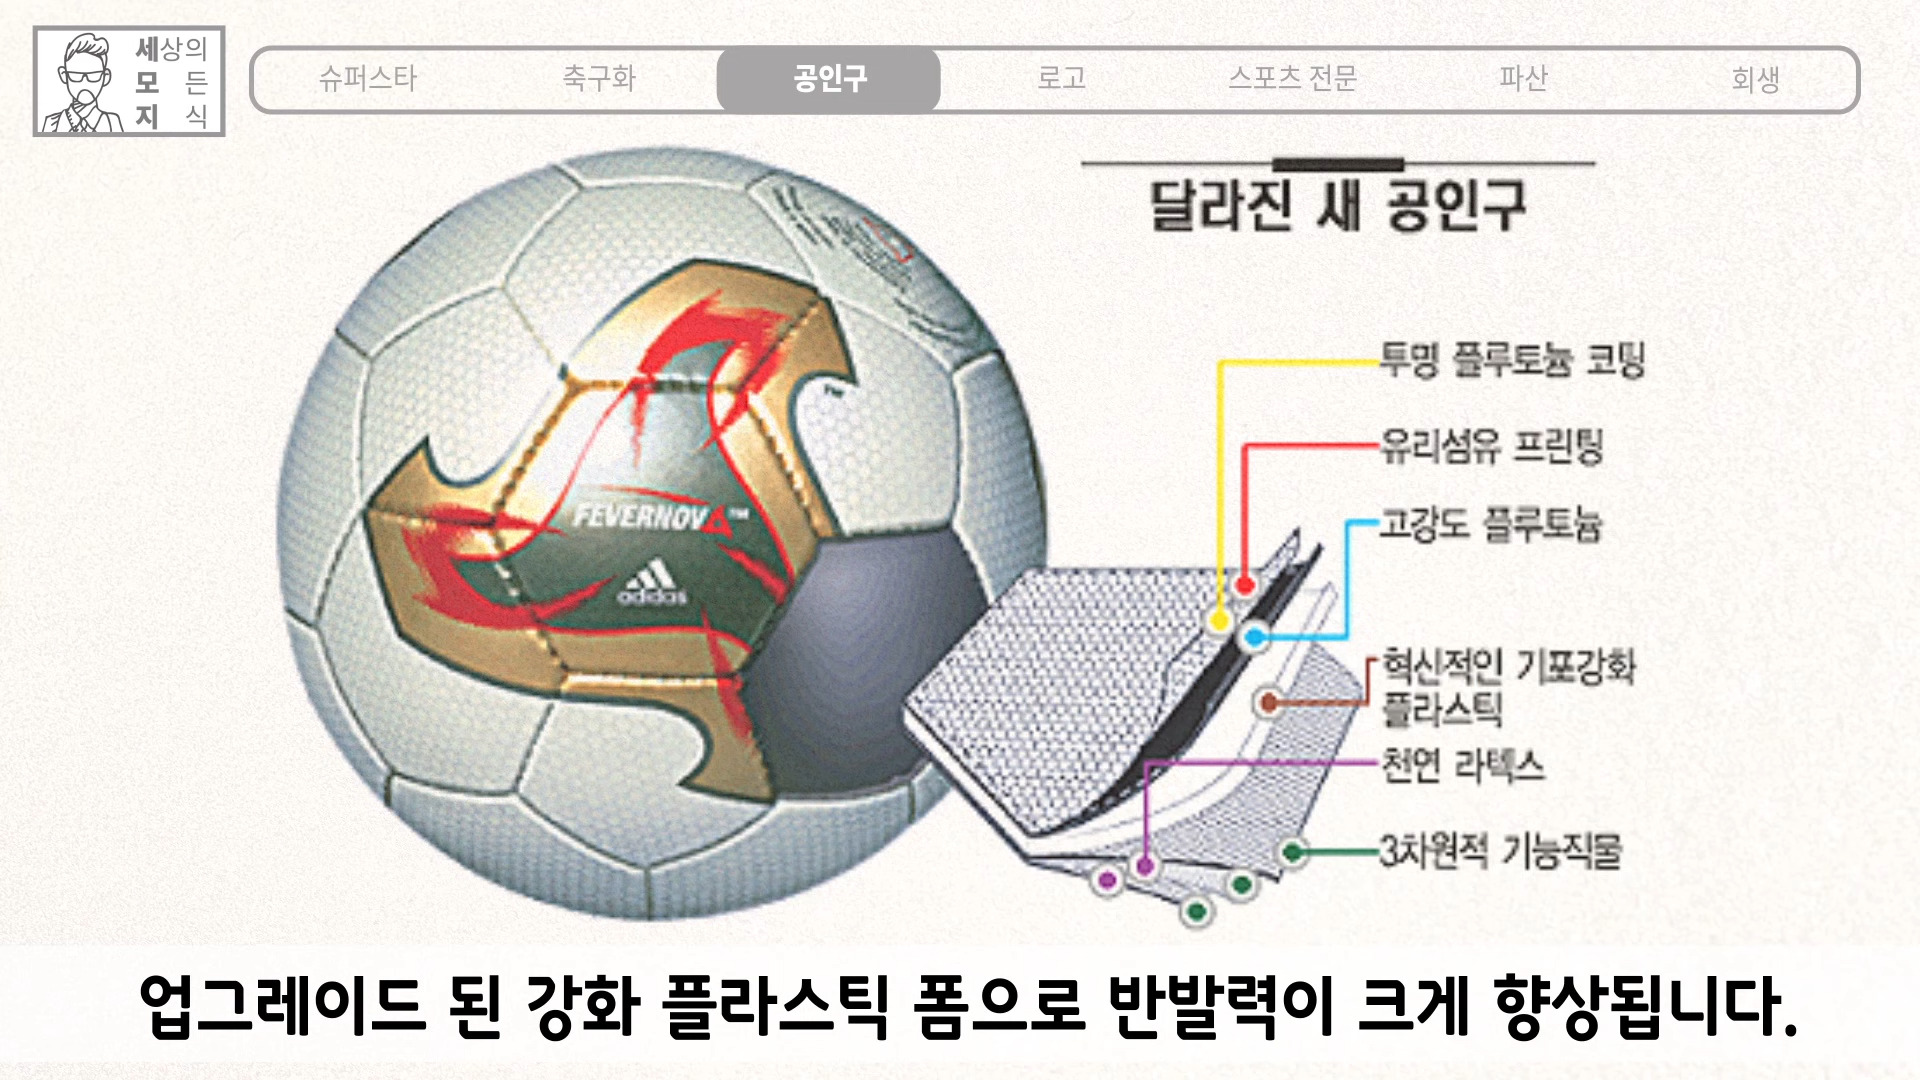 세상의
모든
지식
슈퍼스타
축구화
공인구
로고
스포츠 전문
파산
회생
달라진 새 공인구
투명 플루토늄 코팅
유리섬유 프린팅
고강도 플루토늄
혁신적인 기포강화
플라스틱
천연 라텍스
3차원적 기능직물
™
FEVERNOVA™
adidas
업그레이드 된 강화 플라스틱 폼으로 반발력이 크게 향상됩니다.